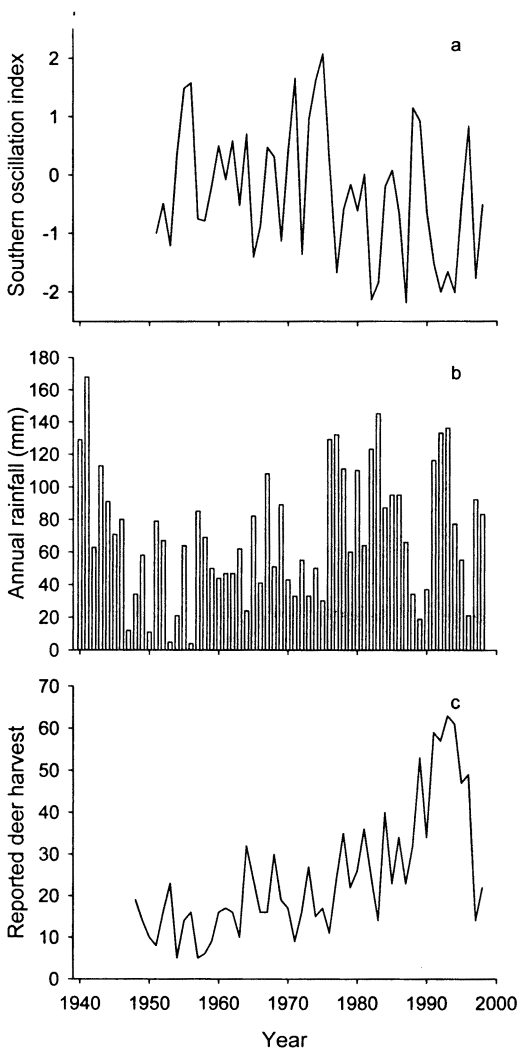 a
Southern oscillation index
2
1
0
-1
-2
b
Annual rainfall (mm)
180
160
140
120
100
80
60
40
20
0
c
Reported deer harvest
70
60
50
40
30
20
10
0
1940 1950 1960 1970 1980 1990 2000
Year